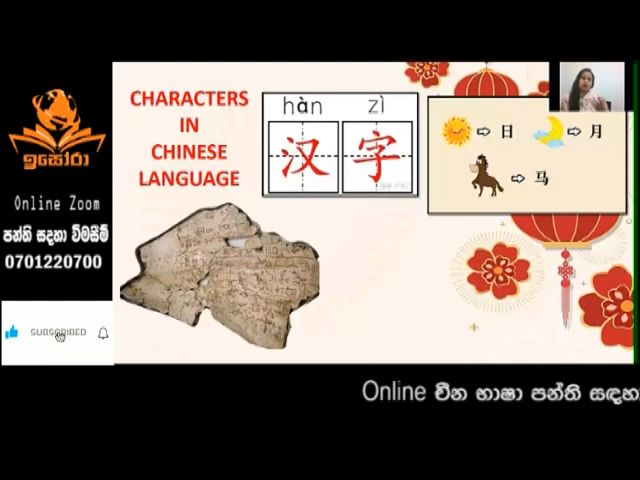 CHARACTERS
IN
CHINESE
LANGUAGE
hàn zì
汉字
日
月
马
ඉසෝරා
Online Zoom
පන්ති සඳහා විමසීම්
0701220700
SUBSCRIBED
Online චීන භාෂා පන්ති සඳහා